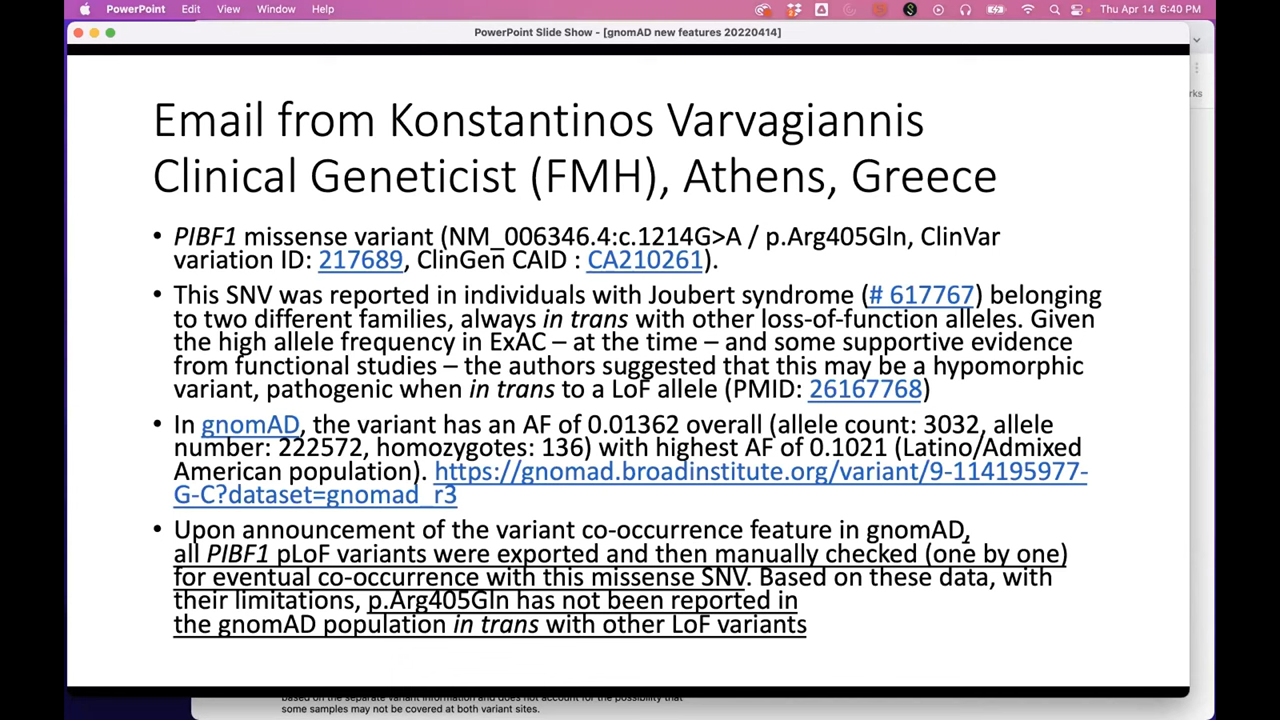 PowerPoint Edit View Window Help Thu Apr 14 6:40 PM
PowerPoint Slide Show - [gnomAD new features 20220414]
rks
Email from Konstantinos Varvagiannis
Clinical Geneticist (FMH), Athens, Greece
• PIBF1 missense variant (NM_006346.4:c.1214G>A / p.Arg405Gln, ClinVar
variation ID: 217689, ClinGen CAID : CA210261).
• This SNV was reported in individuals with Joubert syndrome (# 617767) belonging
to two different families, always in trans with other loss-of-function alleles. Given
the high allele frequency in ExAC – at the time – and some supportive evidence
from functional studies – the authors suggested that this may be a hypomorphic
variant, pathogenic when in trans to a LoF allele (PMID: 26167768)
• In gnomAD, the variant has an AF of 0.01362 overall (allele count: 3032, allele
number: 222572, homozygotes: 136) with highest AF of 0.1021 (Latino/Admixed
American population). https://gnomad.broadinstitute.org/variant/9-114195977-
G-C?dataset=gnomad_r3
• Upon announcement of the variant co-occurrence feature in gnomAD,
all PIBF1 pLoF variants were exported and then manually checked (one by one)
for eventual co-occurrence with this missense SNV. Based on these data, with
their limitations, p.Arg405Gln has not been reported in
the gnomAD population in trans with other LoF variants
based on the separate variant information and does not account for the possibility that
some samples may not be covered at both variant sites.